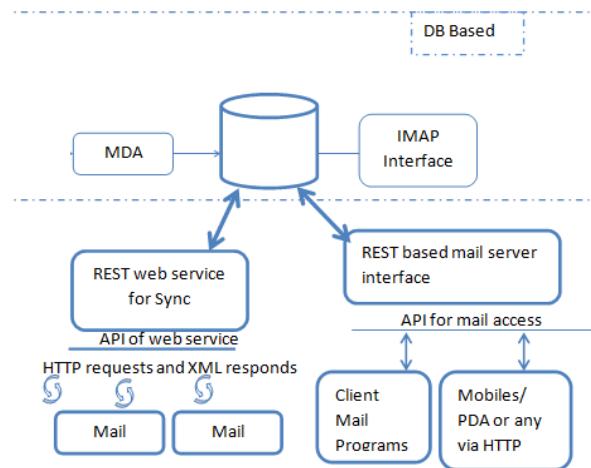 DB Based
MDA
IMAP
Interface
REST web service
for Sync
REST based mail server
interface
API of web service
API for mail access
HTTP requests and XML responds
Mail
Mail
Client
Mail
Programs
Mobiles/
PDA or any
via HTTP